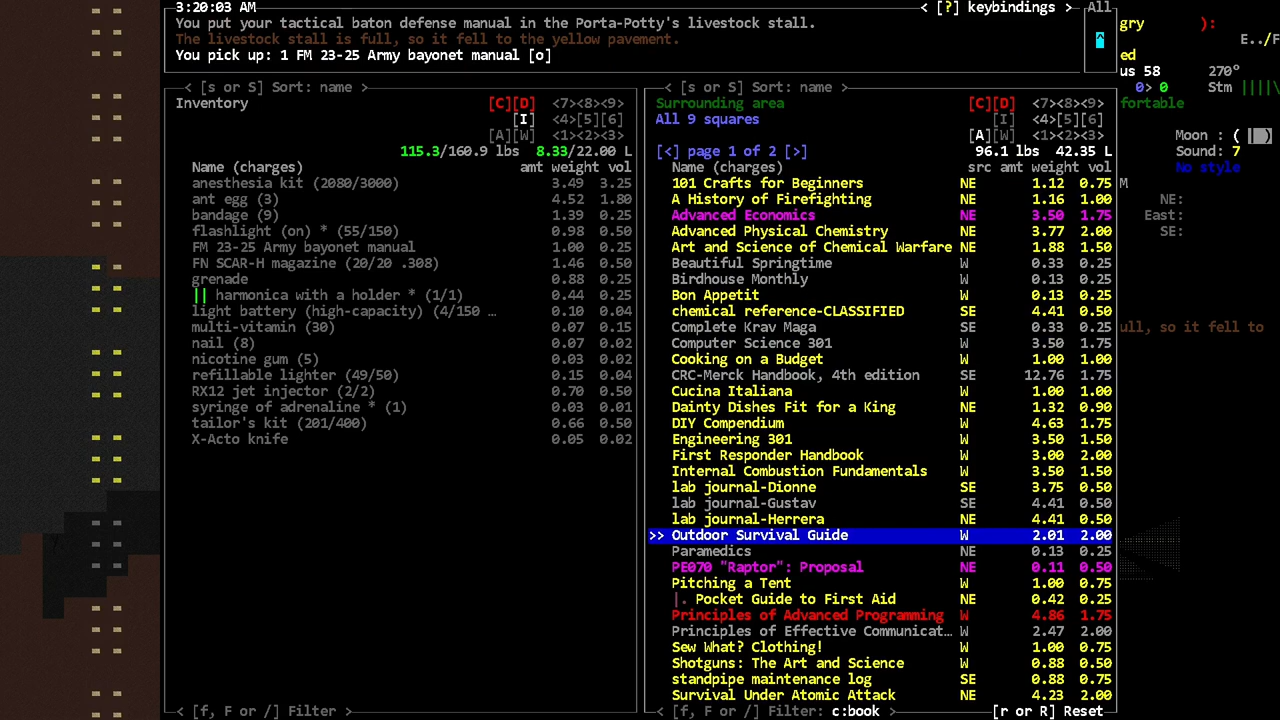 3:20:03 AM < [?] keybindings > All
You put your tactical baton defense manual in the Porta-Potty's livestock stall. gry ):
The livestock stall is full, so it fell to the yellow pavement. ^ E../F
You pick up: 1 FM 23-25 Army bayonet manual [o] ed
us 58 270°
< [s or S] Sort: name > < [s or S] Sort: name > 0> 0 Stm ||||\
Inventory [C][D] <7><8><9> Surrounding area [C][D] <7><8><9> fortable
[I] <4>[5][6] All 9 squares [I] <4>[5][6]
[A][W] <1><2><3> [A][W] <1><2><3> Moon : ( |)
115.3/160.9 lbs 8.33/22.00 L [<] page 1 of 2 [>] 96.1 lbs 42.35 L Sound: 7
Name (charges) amt weight vol Name (charges) src amt weight vol No style
anesthesia kit (2080/3000) 3.49 3.25 101 Crafts for Beginners NE 1.12 0.75 M
ant egg (3) 4.52 1.80 A History of Firefighting NE 1.16 1.00 NE:
bandage (9) 1.39 0.25 Advanced Economics NE 3.50 1.75 East:
flashlight (on) * (55/150) 0.98 0.50 Advanced Physical Chemistry NE 3.77 2.00 SE:
FM 23-25 Army bayonet manual 1.00 0.25 Art and Science of Chemical Warfare NE 1.88 1.50
FN SCAR-H magazine (20/20 .308) 1.46 0.50 Beautiful Springtime W 0.33 0.25
grenade 0.88 0.25 Birdhouse Monthly W 0.13 0.25
|| harmonica with a holder * (1/1) 0.44 0.25 Bon Appetit W 0.13 0.25
light battery (high-capacity) (4/150 … 0.10 0.04 chemical reference-CLASSIFIED SE 4.41 0.50
multi-vitamin (30) 0.07 0.15 Complete Krav Maga W 0.33 0.25 ull, so it fell to
nail (8) 0.07 0.02 Computer Science 301 W 3.50 1.75
nicotine gum (5) 0.03 0.02 Cooking on a Budget W 1.00 1.00
refillable lighter (49/50) 0.15 0.04 CRC-Merck Handbook, 4th edition SE 12.76 1.75
RX12 jet injector (2/2) 0.70 0.50 Cucina Italiana W 1.00 1.00
syringe of adrenaline * (1) 0.03 0.01 Dainty Dishes Fit for a King NE 1.32 0.90
tailor's kit (201/400) 0.66 0.50 DIY Compendium W 4.63 1.75
X-Acto knife 0.05 0.02 Engineering 301 W 3.50 1.50
First Responder Handbook W 3.00 2.00
Internal Combustion Fundamentals W 3.50 1.50
lab journal-Dionne SE 3.75 0.50
lab journal-Gustav SE 4.41 0.50
lab journal-Herrera NE 4.41 0.50
>> Outdoor Survival Guide W 2.01 2.00
Paramedics W 0.13 0.25
PE070 "Raptor": Proposal NE 0.11 0.50
Pitching a Tent W 1.00 0.75
|. Pocket Guide to First Aid NE 0.42 0.25
Principles of Advanced Programming W 4.86 1.75
Principles of Effective Communicat… W 2.47 2.00
Sew What? Clothing! W 1.00 0.75
Shotguns: The Art and Science W 0.88 0.50
standpipe maintenance log SE 0.88 0.75
Survival Under Atomic Attack NE 4.23 2.00
< [f, F or /] Filter > < [f, F or /] Filter: c:book > [r or R] Reset